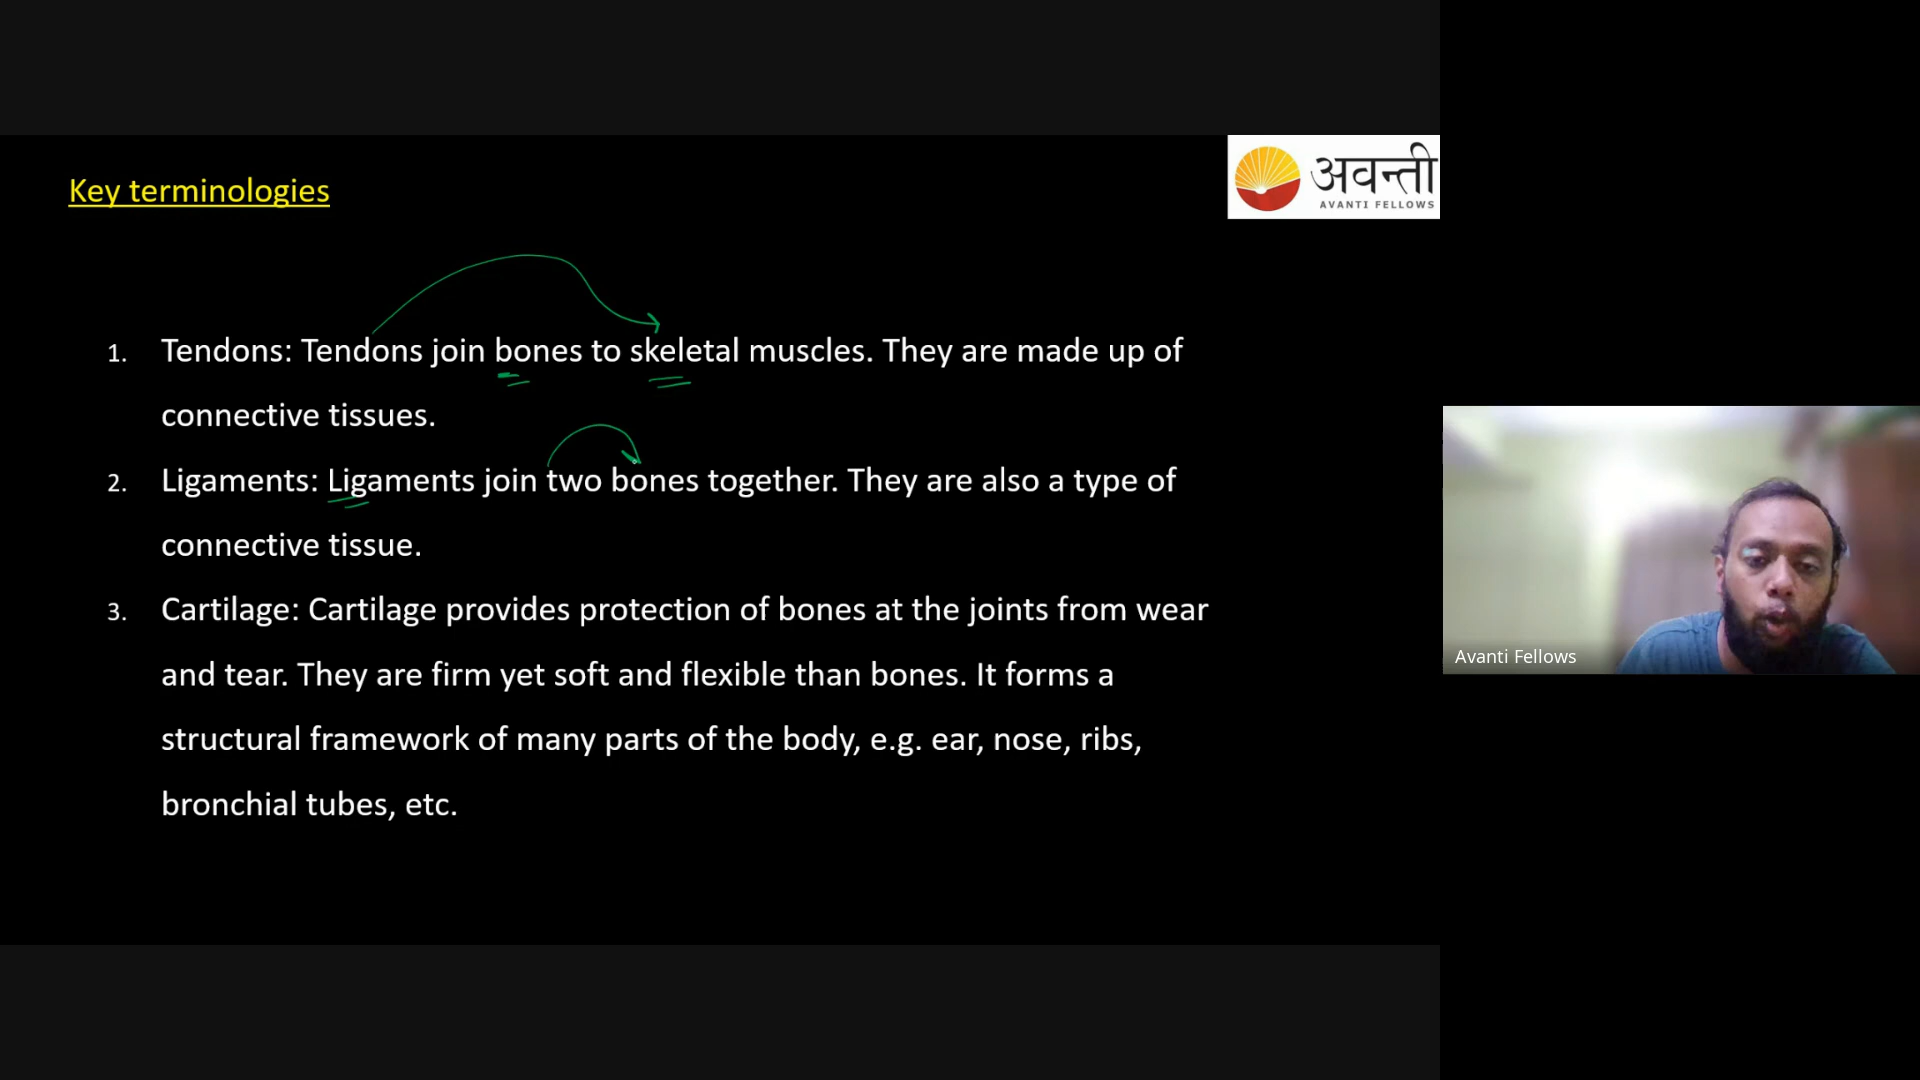 Key terminologies
अवन्ती
AVANTI FELLOWS
1. Tendons: Tendons join bones to skeletal muscles. They are made up of
connective tissues.
2. Ligaments: Ligaments join two bones together. They are also a type of
connective tissue.
3. Cartilage: Cartilage provides protection of bones at the joints from wear
and tear. They are firm yet soft and flexible than bones. It forms a
structural framework of many parts of the body, e.g. ear, nose, ribs,
bronchial tubes, etc.
Avanti Fellows